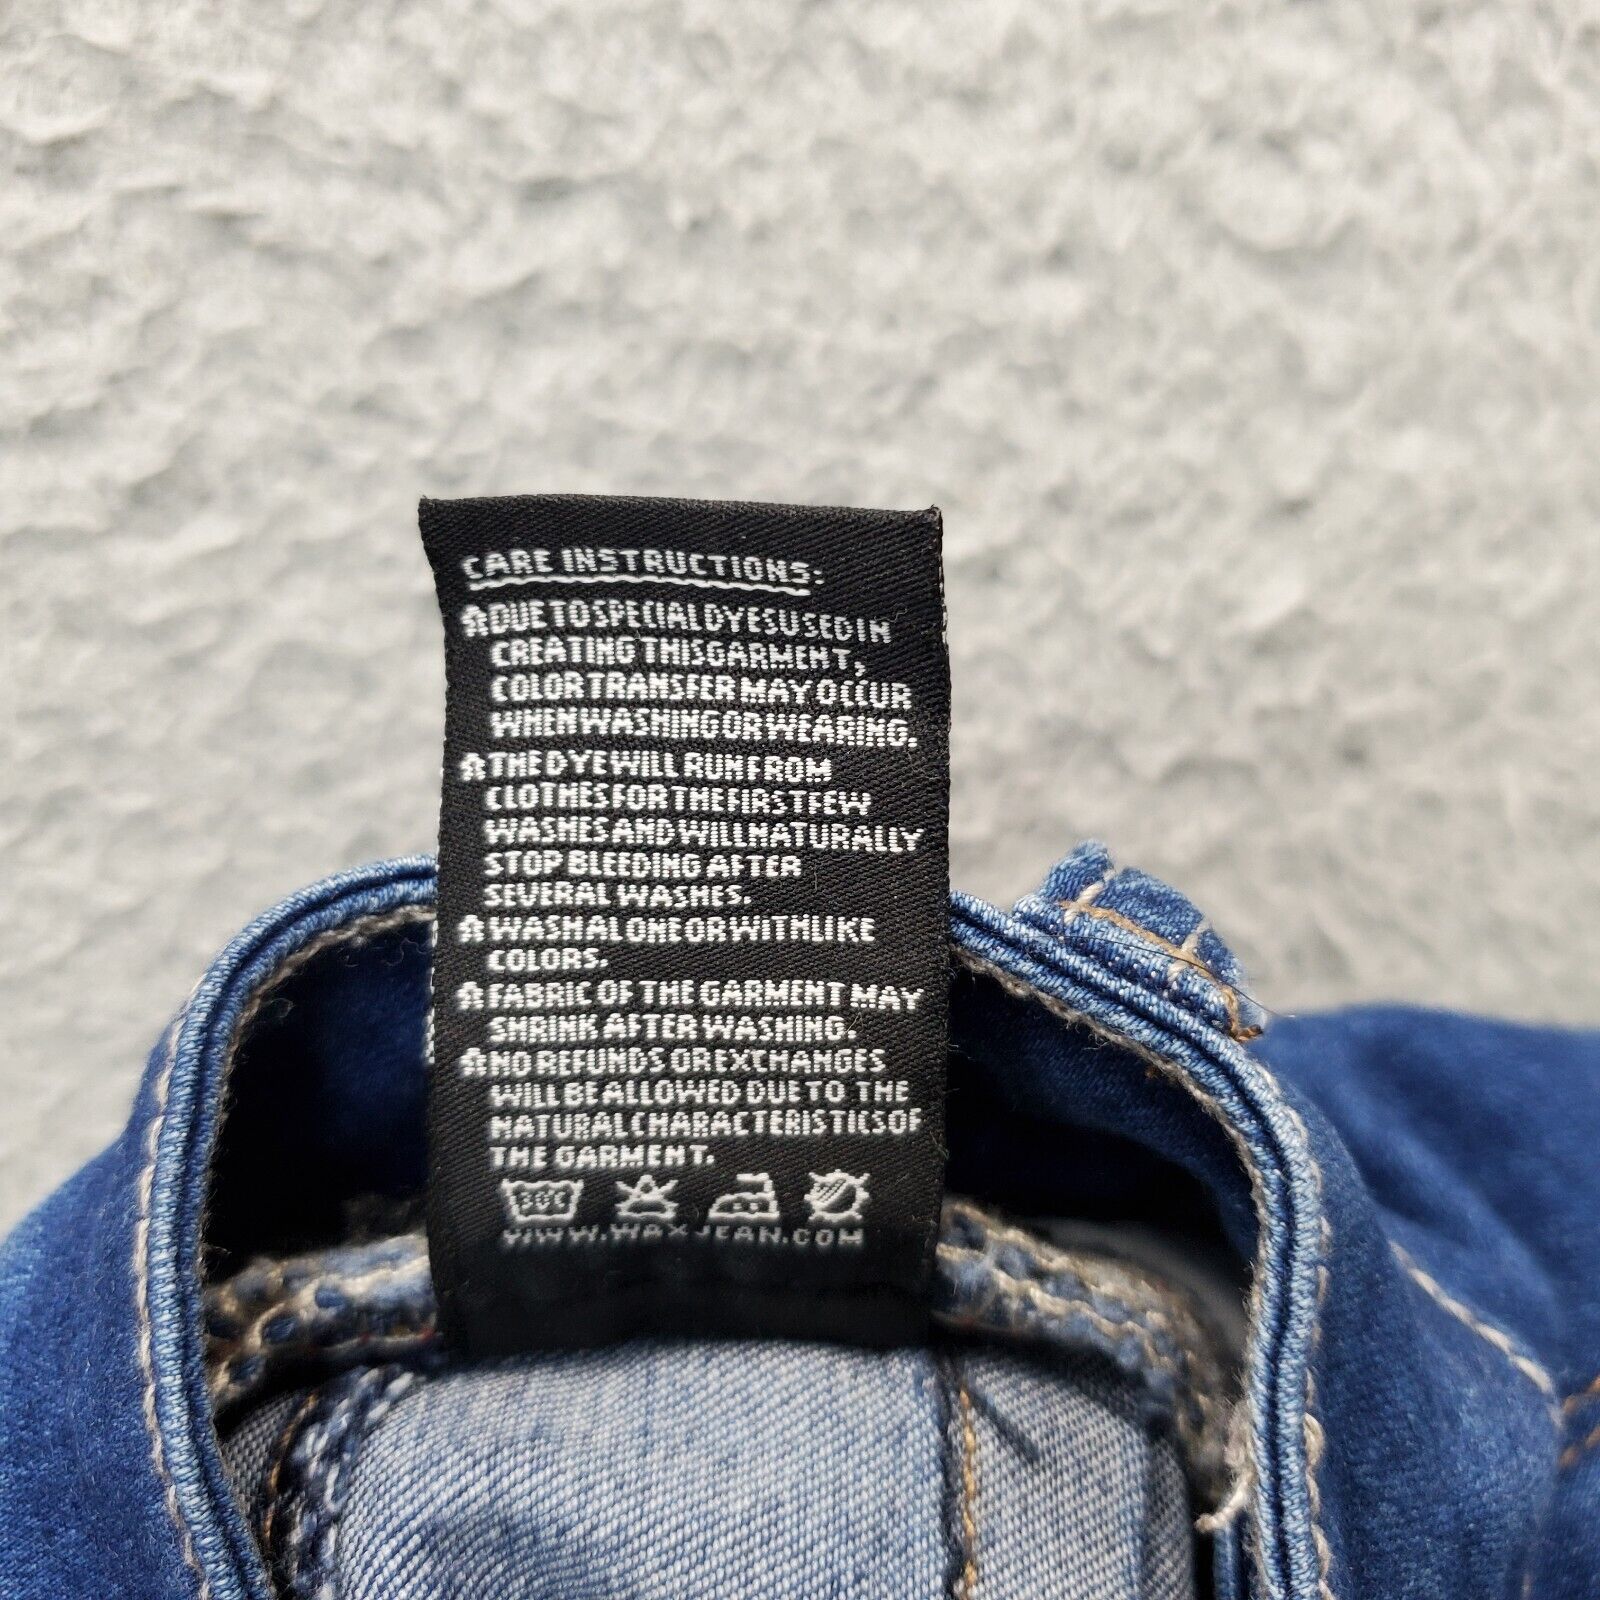 CARE INSTRUCTIONS:
DUE TO SPECIAL DYES USED IN
CREATING THIS GARMENT,
COLOR TRANSFER MAY OCCUR
WHEN WASHING OR WEARING.
THE DYE WILL RUN FROM
CLOTHES FOR THE FIRST FEW
WASHES AND WILL NATURALLY
STOP BLEEDING AFTER
SEVERAL WASHES.
WASH ALONE OR WITH LIKE
COLORS.
FABRIC OF THE GARMENT MAY
SHRINK AFTER WASHING
NO REFUNDS OR EXCHANGES
WILL BE ALLOWED DUE TO THE
NATURAL CHARACTERISTICS OF
THE GARMENT.
30C
WWW.WAXJEAN.COM